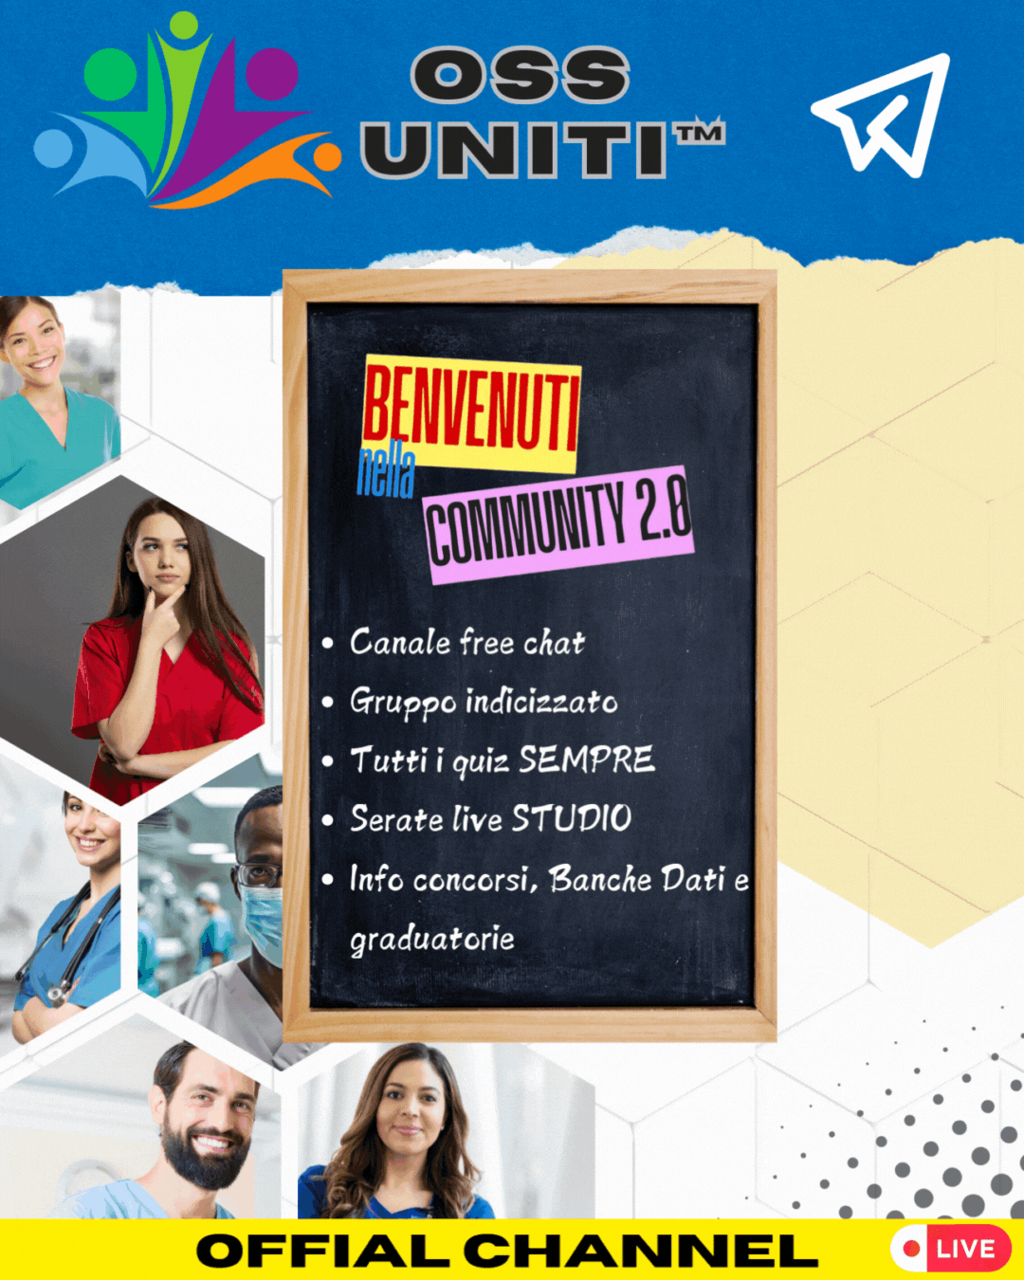 OSS
UNITI™
BENVENUTI
nella
COMMUNITY 2.0
• Canale free chat
• Gruppo indicizzato
• Tutti i quiz SEMPRE
• Serate live STUDIO
• Info concorsi, Banche Dati e
graduatorie
OFFIAL CHANNEL
LIVE